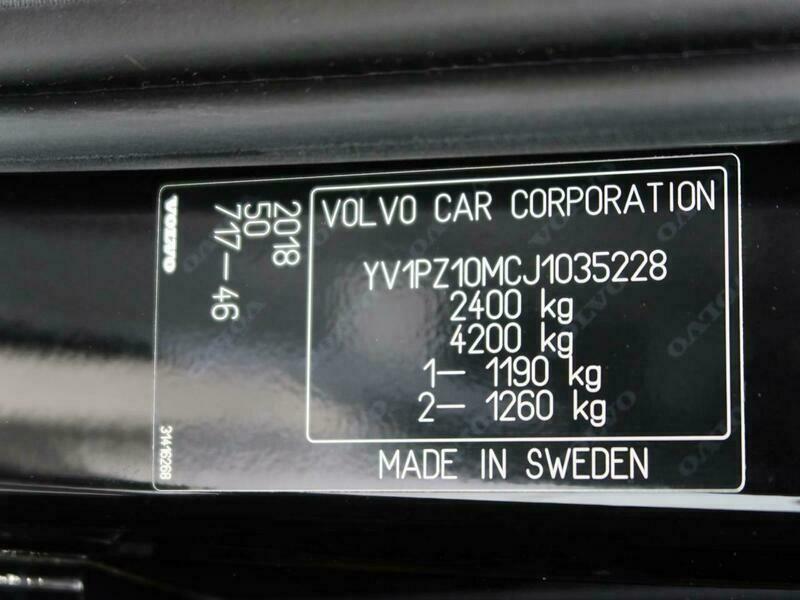 VOLVO
2018
50
717-46
31416268
VOLVO CAR CORPORATION
YV1PZ10MCJ1035228
2400 kg
4200 kg
1- 1190 kg
2- 1260 kg
MADE IN SWEDEN